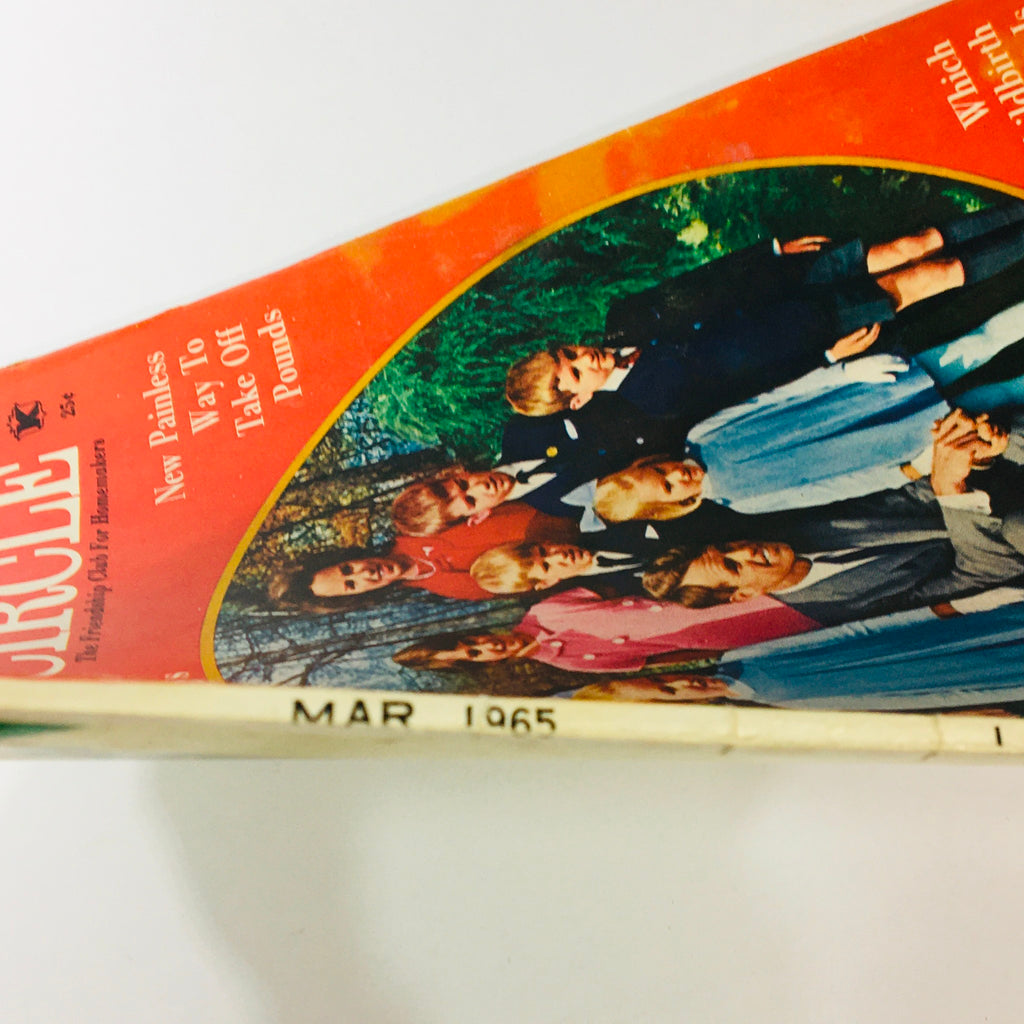 CIRCLE
The Friendship Club For Homemakers
K
25¢
New Painless
Way To
Take Off
Pounds
Which
MAR 1965